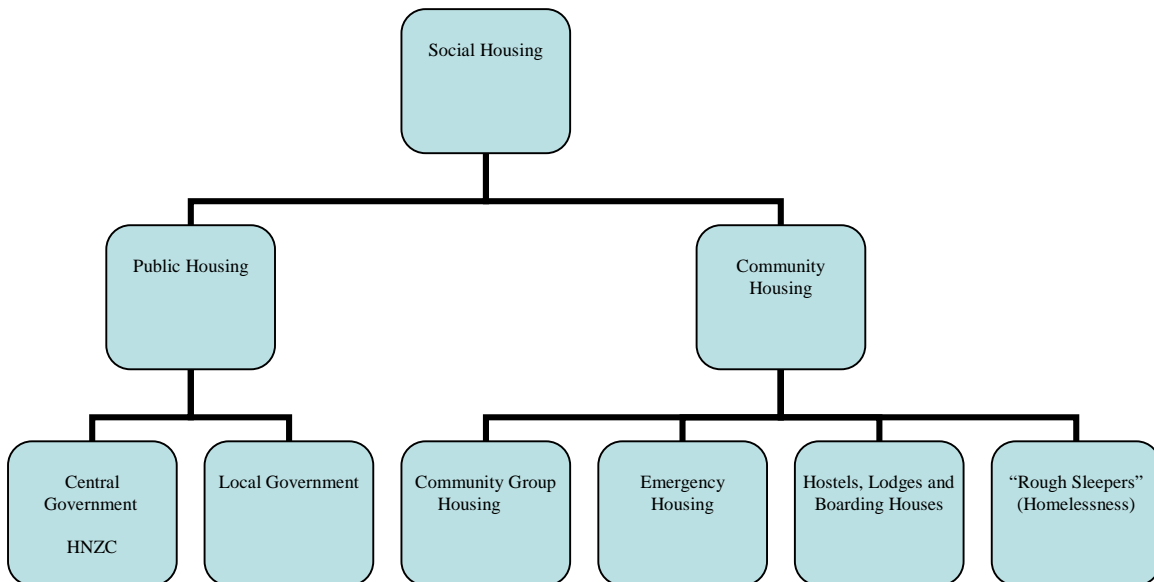 Social Housing
Public Housing
Community
Housing
Central
Government
HNZC
Local Government
Community Group
Housing
Emergency
Housing
Hostels, Lodges and
Boarding Houses
“Rough Sleepers”
(Homelessness)